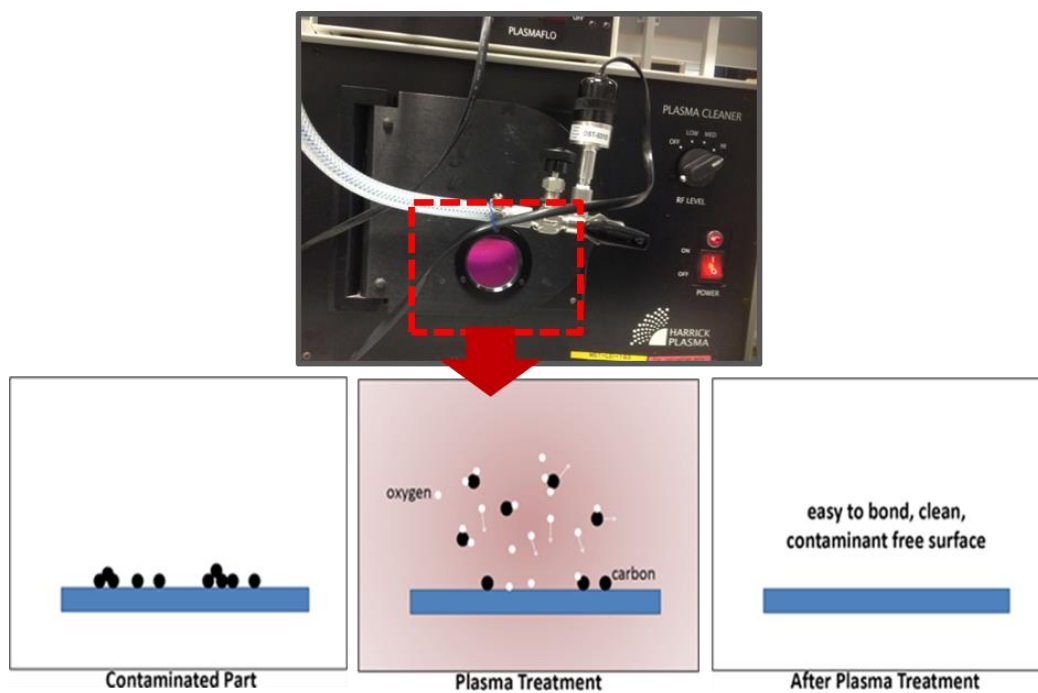 OFF
PLASMAFLO
PLASMA CLEANER
LOW MED
OFF HI
RF LEVEL
ON
OFF
POWER
HARRICK
PLASMA
oxygen
carbon
easy to bond, clean,
contaminant free surface
Contaminated Part
Plasma Treatment
After Plasma Treatment